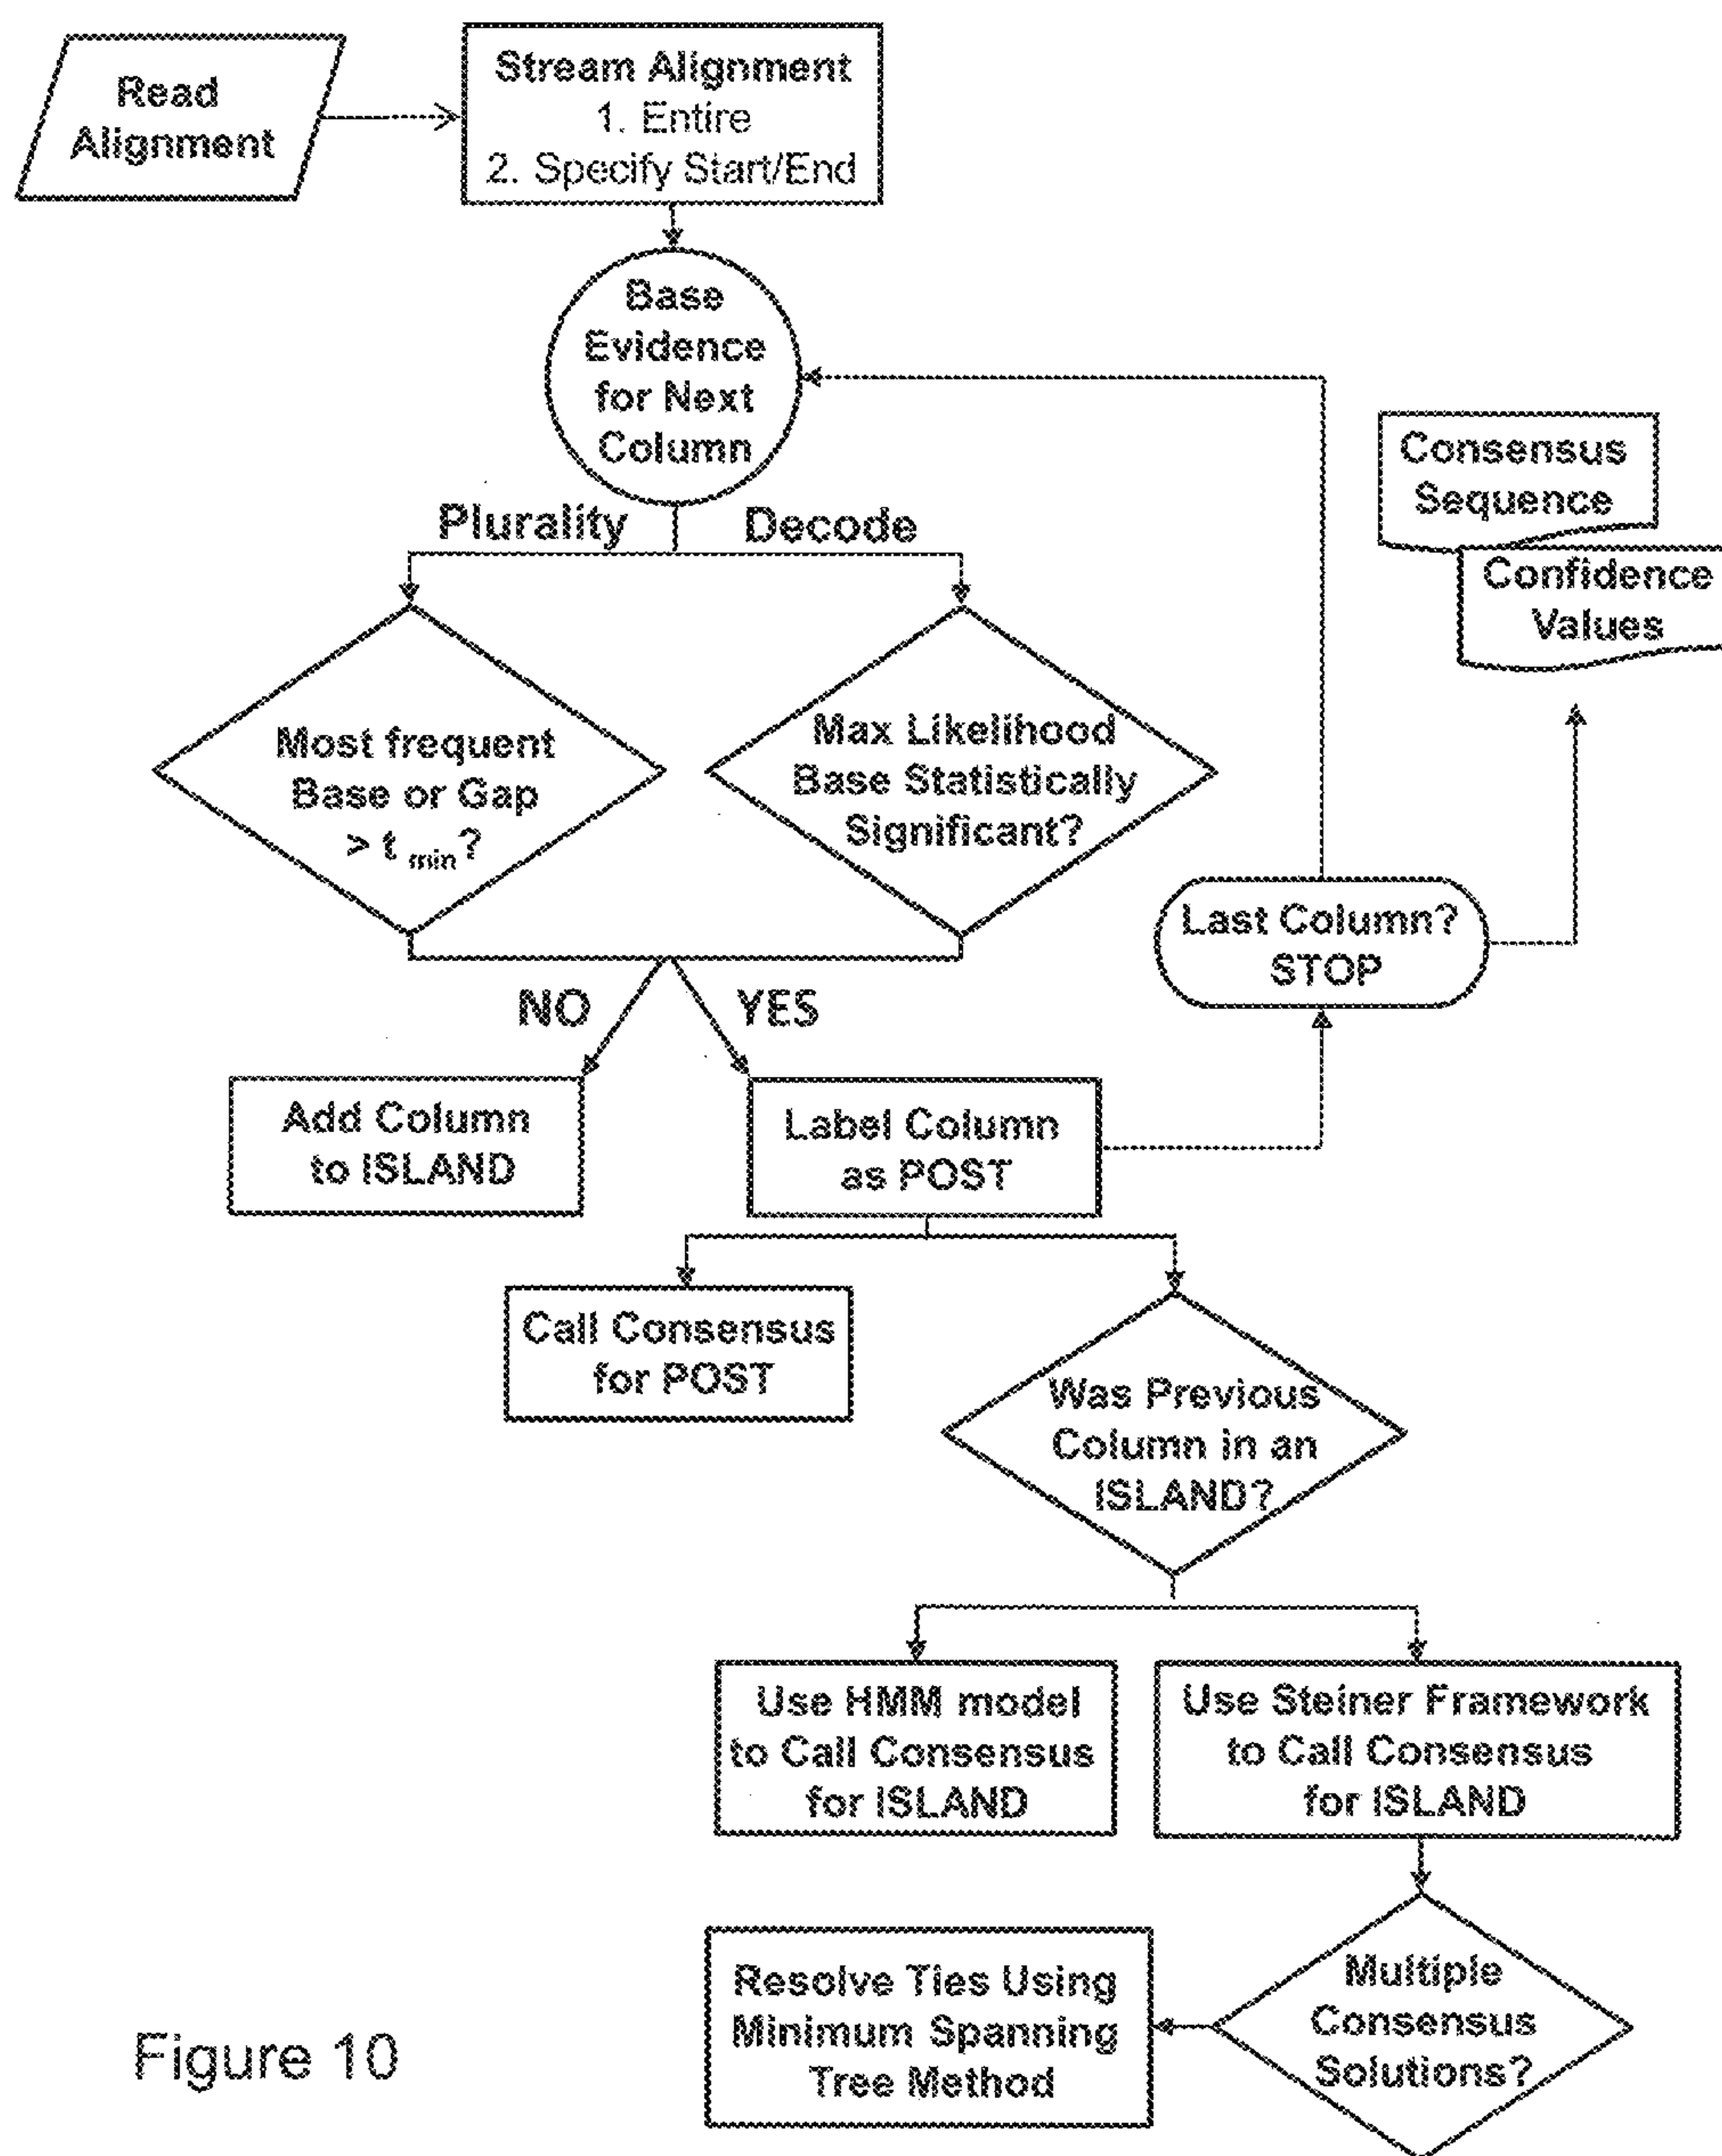 Read
Alignment
Stream Alignment
1. Entire
2. Specify Start/End
Base
Evidence
for Next
Column
Consensus
Sequence
Confidence
Values
Plurality
Decode
Most frequent
Base or Gap
> t min?
Max Likelihood
Base Statistically
Significant?
Last Column?
STOP
NO
YES
Add Column
to ISLAND
Label Column
as POST
Call Consensus
for POST
Was Previous
Column in an
ISLAND?
Use HMM model
to Call Consensus
for ISLAND
Use Steiner Framework
to Call Consensus
for ISLAND
Resolve Ties Using
Minimum Spanning
Tree Method
Multiple
Consensus
Solutions?
Figure 10